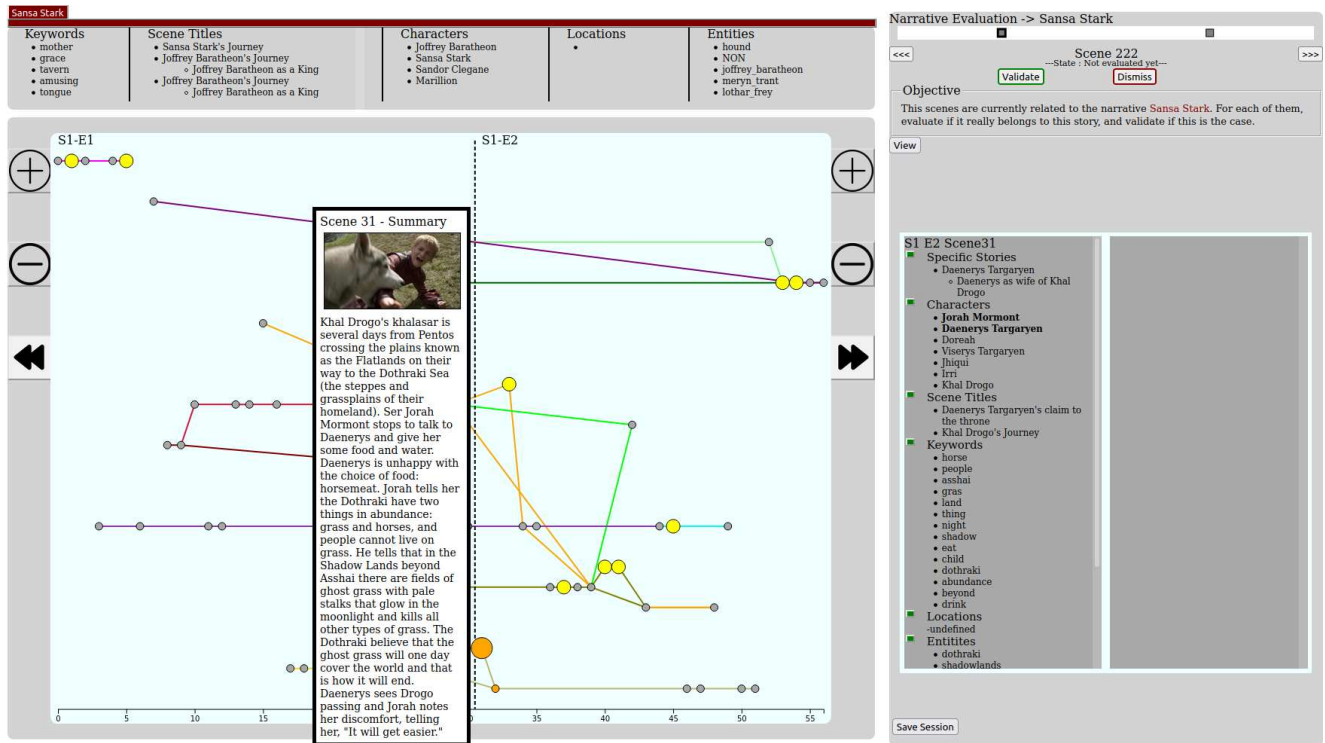 Sansa Stark
Keywords
• mother
• grace
• tavern
• amusing
• tongue
Scene Titles
• Sansa Stark's Journey
• Joffrey Baratheon's Journey
◦ Joffrey Baratheon as a King
• Joffrey Baratheon's Journey
◦ Joffrey Baratheon as a King
Characters
• Joffrey Baratheon
• Sansa Stark
• Sandor Clegane
• Marillion
Locations
•
Entities
• hound
• NON
• joffrey_baratheon
• meryn_trant
• lothar_frey
S1-E1
S1-E2
Scene 31 - Summary
Khal Drogo's khalasar is
several days from Pentos
crossing the plains known
as the Flatlands on their
way to the Dothraki Sea
(the steppes and
grassplains of their
homeland). Ser Jorah
Mormont stops to talk to
Daenerys and give her
some food and water.
Daenerys is unhappy with
the choice of food:
horsemeat. Jorah tells her
the Dothraki have two
things in abundance:
grass and horses, and
people cannot live on
grass. He tells that in the
Shadow Lands beyond
Asshai there are fields of
ghost grass with pale
stalks that glow in the
moonlight and kills all
other types of grass. The
Dothraki believe that the
ghost grass will one day
cover the world and that
is how it will end.
Daenerys sees Drogo
passing and Jorah notes
her discomfort, telling
her, "It will get easier."
0 5 10 15 0 35 40 45 50 55
Narrative Evaluation -> Sansa Stark
<<<
Scene 222
>>>
---State : Not evaluated yet---
Validate
Dismiss
Objective
This scenes are currently related to the narrative Sansa Stark. For each of them,
evaluate if it really belongs to this story, and validate if this is the case.
View
S1 E2 Scene31
Specific Stories
• Daenerys Targaryen
◦ Daenerys as wife of Khal
Drogo
Characters
• Jorah Mormont
• Daenerys Targaryen
• Doreah
• Viserys Targaryen
• Jhiqui
• Irri
• Khal Drogo
Scene Titles
• Daenerys Targaryen's claim to
the throne
• Khal Drogo's Journey
Keywords
• horse
• people
• asshai
• gras
• land
• thing
• night
• shadow
• eat
• child
• dothraki
• abundance
• beyond
• drink
Locations
-undefined
Entitites
• dothraki
• shadowlands
Save Session